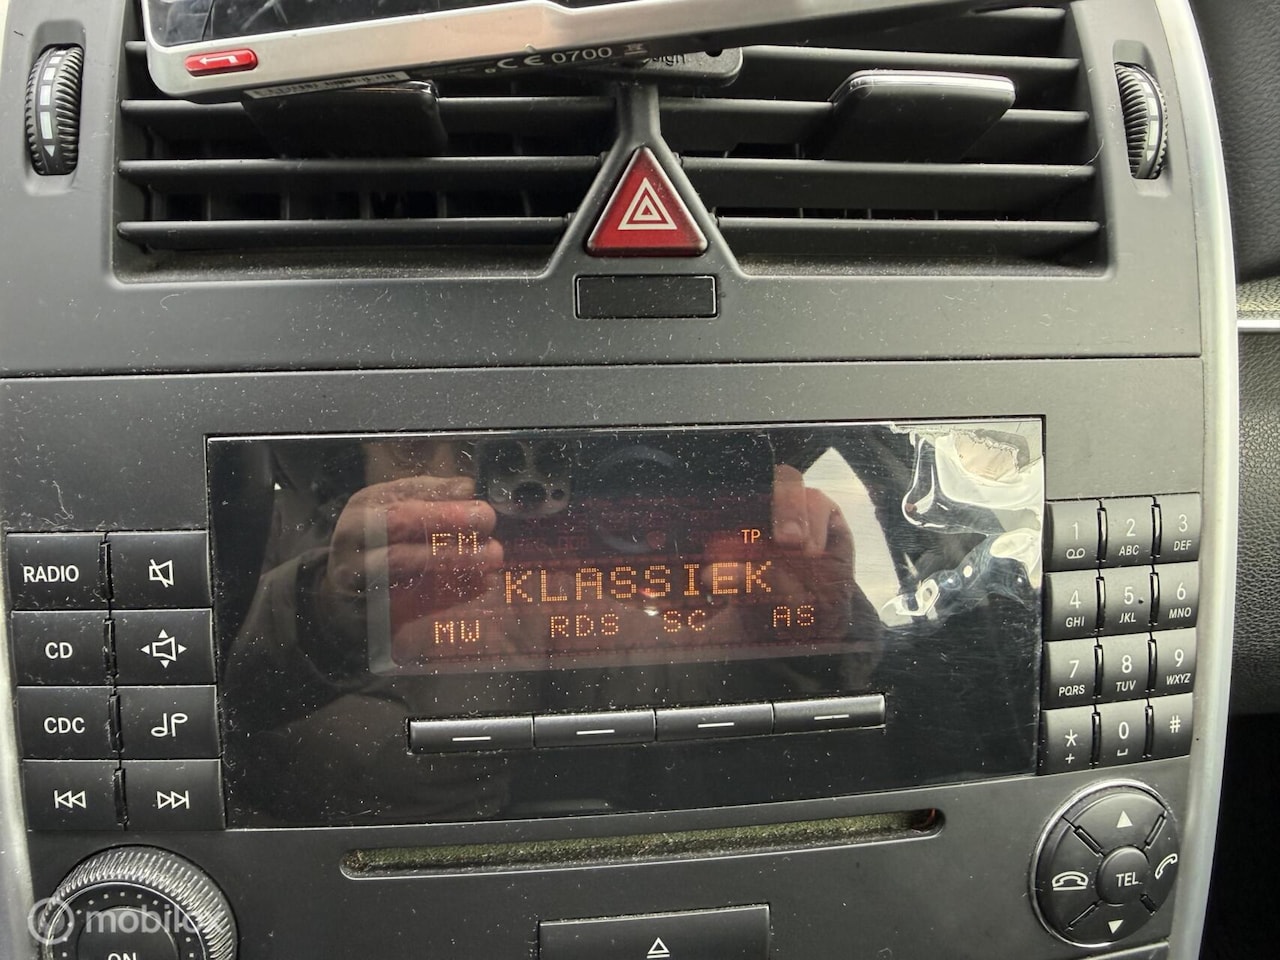 CE 0700
FM
TP
KLASSIEK
MW RDS SC AS
RADIO
CD
CDC
1
2 ABC
3 DEF
4 GHI
5 JKL
6 MNO
7 PQRS
8 TUV
9 WXYZ
* +
0
#
TEL
ON
mobilox